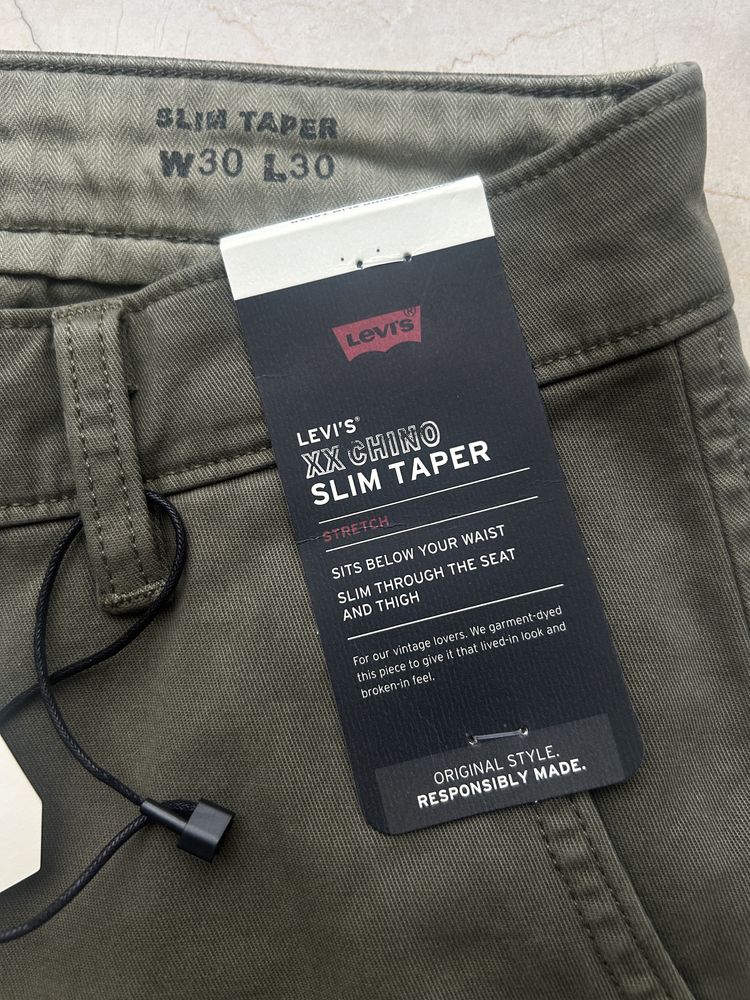 SLIM TAPER
W30 L30
Levi's®
LEVI'S®
XX CHINO
SLIM TAPER
STRETCH
SITS BELOW YOUR WAIST
SLIM THROUGH THE SEAT
AND THIGH
For our vintage lovers. We garment-dyed
this piece to give it that lived-in look and
broken-in feel.
ORIGINAL STYLE.
RESPONSIBLY MADE.